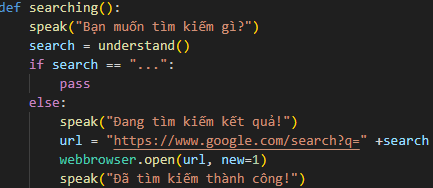 def searching():
speak("Bạn muốn tìm kiếm gì?")
search = understand()
if search == "...":
pass
else:
speak("Đang tìm kiếm kết quả!")
url = "https://www.google.com/search?q=" +search
webbrowser.open(url, new=1)
speak("Đã tìm kiếm thành công!")